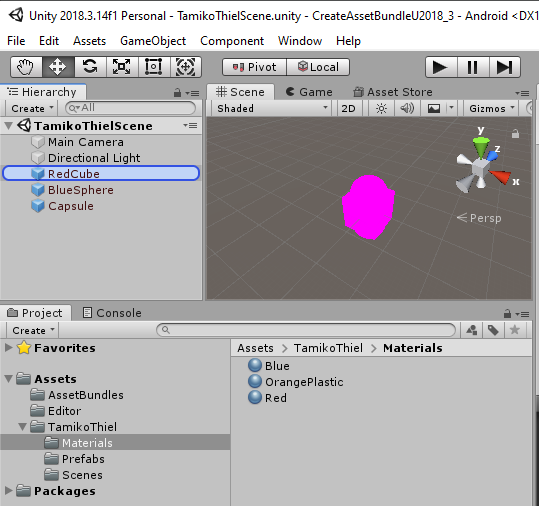 Unity 2018.3.14f1 Personal - TamikoThielScene.unity - CreateAssetBundleU2018_3 - Android <DX1
File Edit Assets GameObject Component Window Help
Pivot Local
Hierarchy
Create All
TamikoThielScene
Main Camera
Directional Light
RedCube
BlueSphere
Capsule
Scene Game Asset Store
Shaded 2D Gizmos
y
z
x
Persp
Project Console
Create
Favorites
Assets
AssetBundles
Editor
TamikoThiel
Materials
Prefabs
Scenes
Packages
Assets > TamikoThiel > Materials
Blue
OrangePlastic
Red